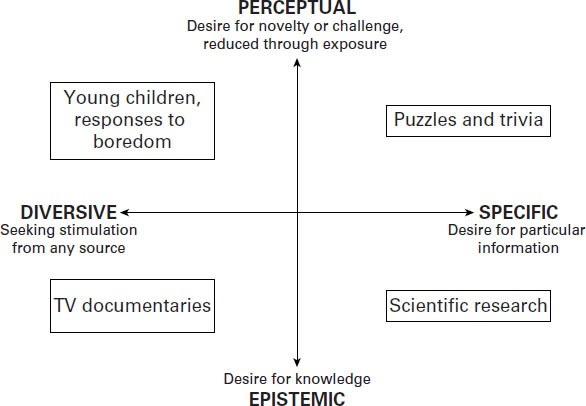 PERCEPTUAL
Desire for novelty or challenge,
reduced through exposure
Young children,
responses to
boredom
Puzzles and trivia
DIVERSIVE
Seeking stimulation
from any source
SPECIFIC
Desire for particular
information
TV documentaries
Scientific research
Desire for knowledge
EPISTEMIC